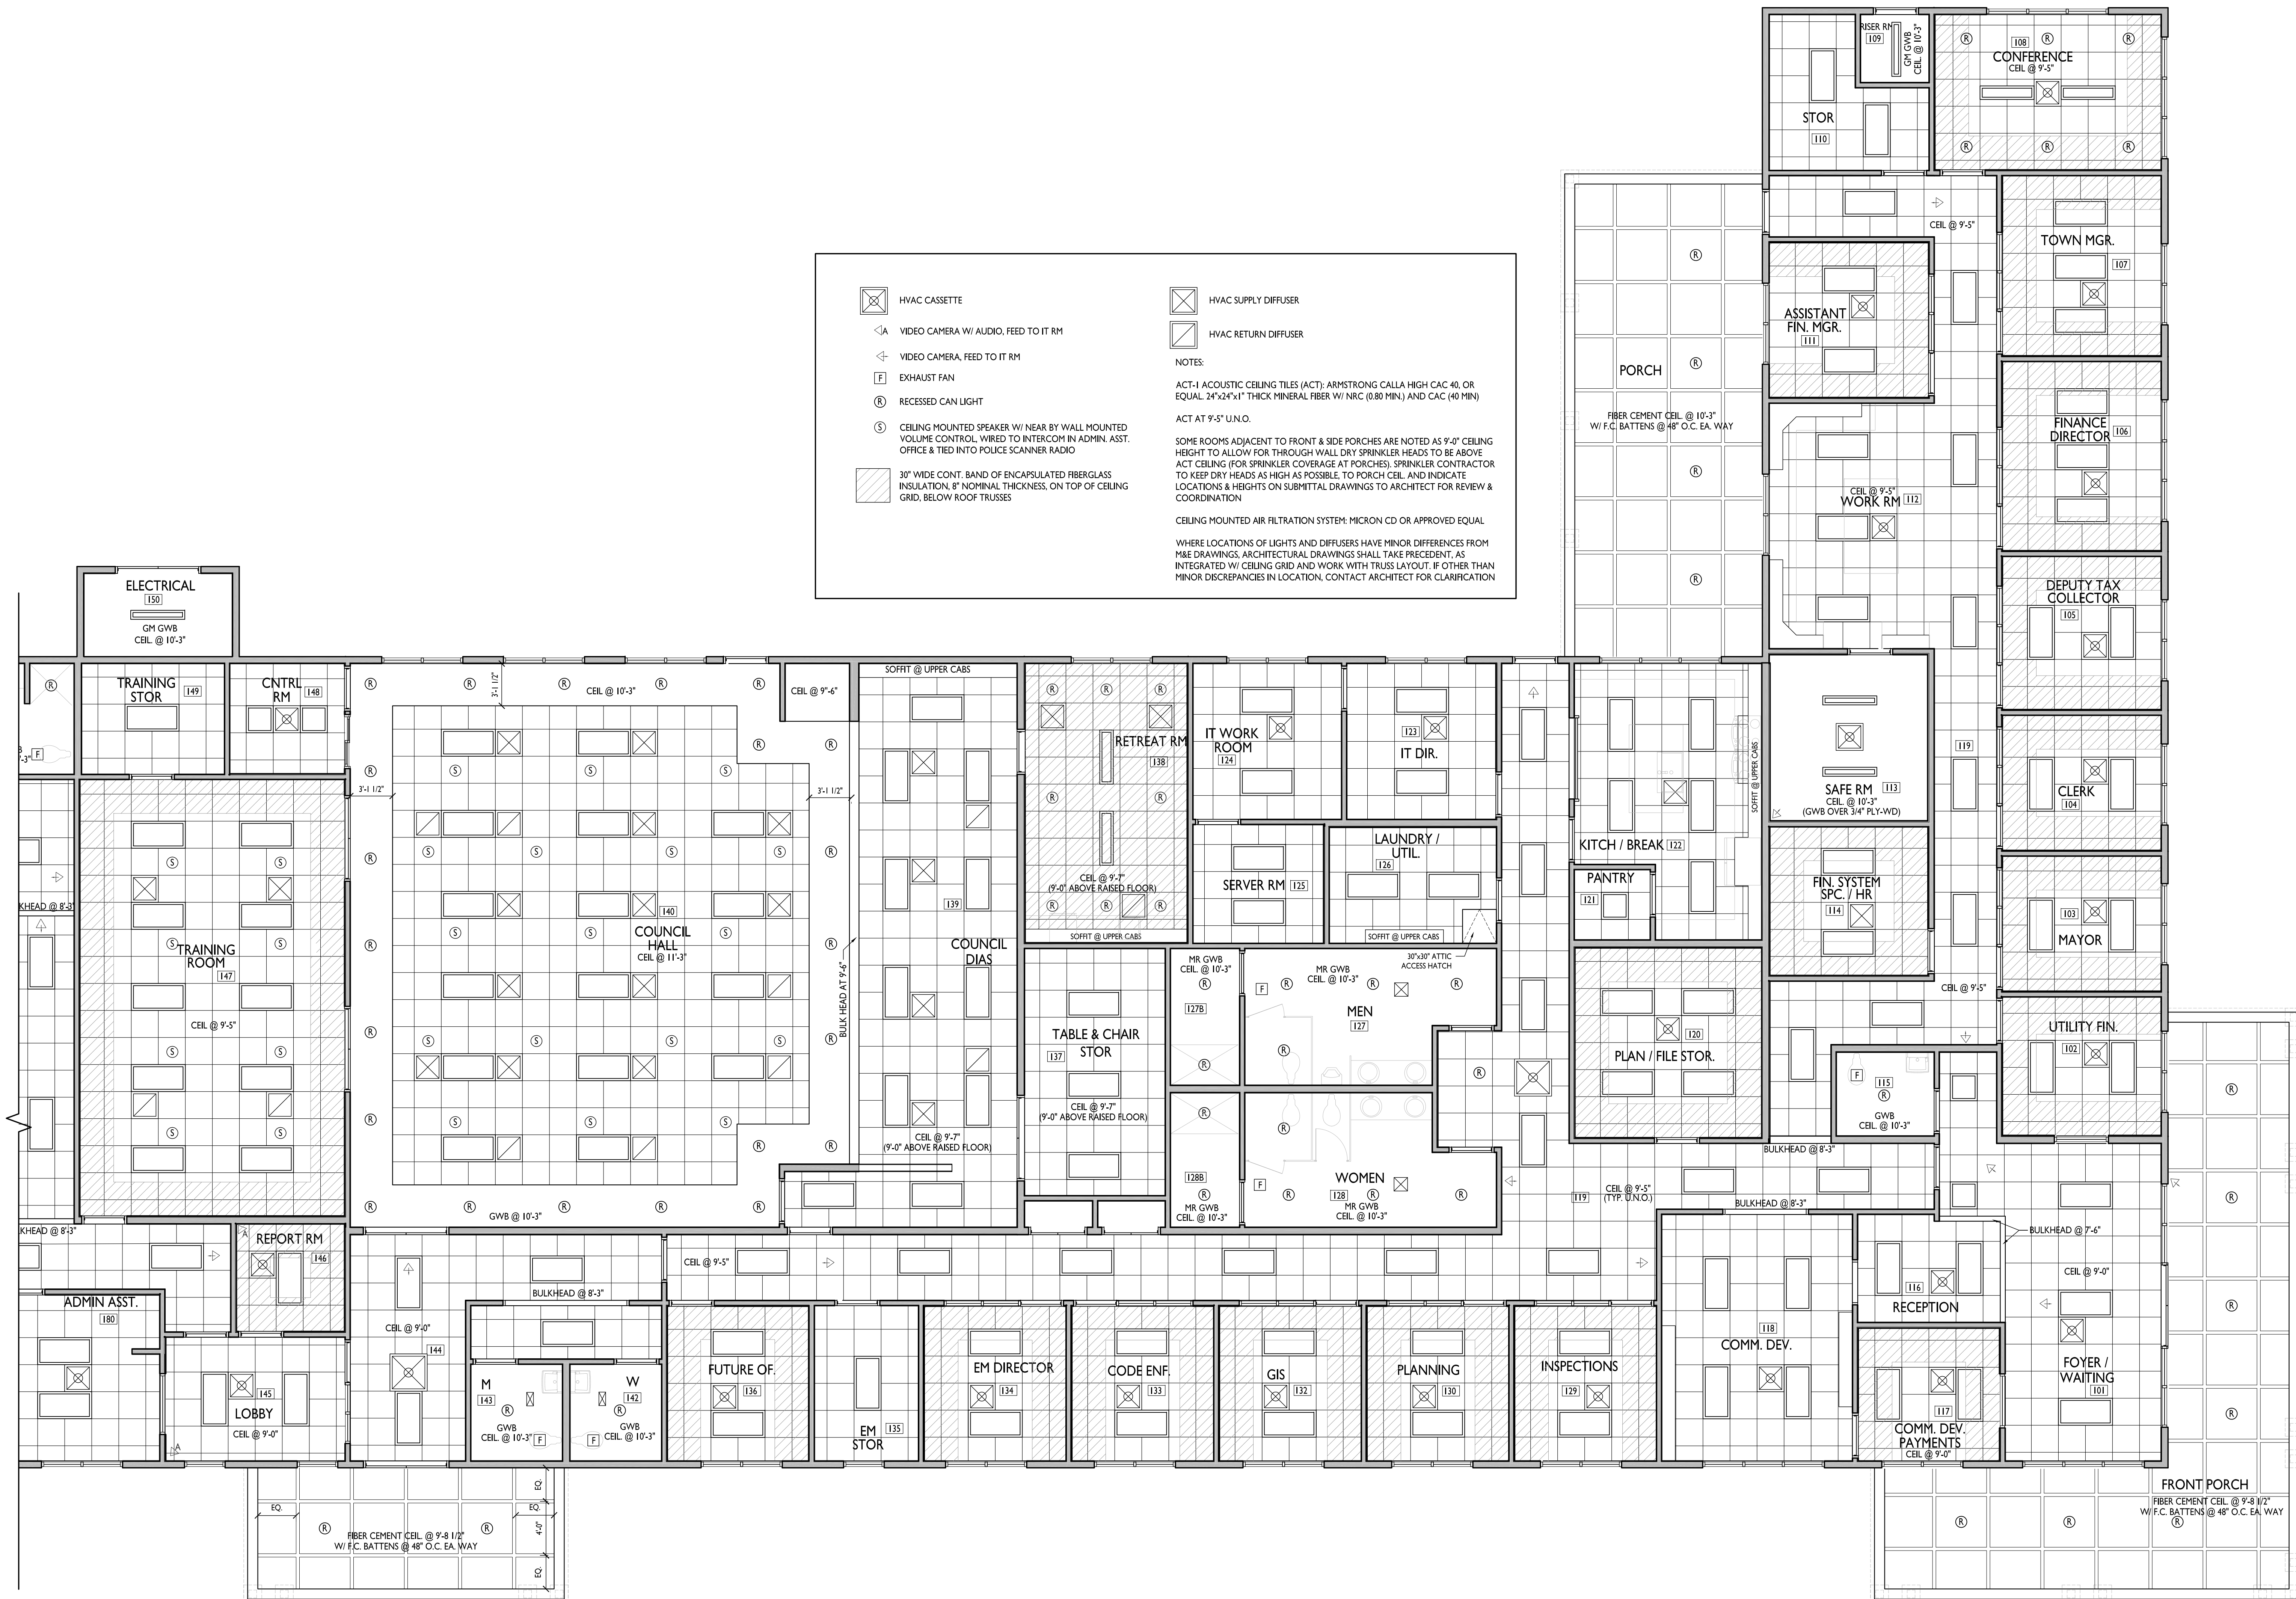 RISER RM
109
GM GWB
CEIL. @ 10'-3"
108
CONFERENCE
CEIL @ 9'-5"
STOR
110
CEIL @ 9'-5"
TOWN MGR.
107
ASSISTANT
FIN. MGR.
111
PORCH
FIBER CEMENT CEIL. @ 10'-3"
W/ F.C. BATTENS @ 48" O.C. EA. WAY
FINANCE
DIRECTOR
106
CEIL @ 9'-5"
WORK RM
112
DEPUTY TAX
COLLECTOR
105
HVAC CASSETTE
A
VIDEO CAMERA W/ AUDIO, FEED TO IT RM
VIDEO CAMERA, FEED TO IT RM
F
EXHAUST FAN
R
RECESSED CAN LIGHT
S
CEILING MOUNTED SPEAKER W/ NEAR BY WALL MOUNTED
VOLUME CONTROL, WIRED TO INTERCOM IN ADMIN. ASST.
OFFICE & TIED INTO POLICE SCANNER RADIO
30" WIDE CONT. BAND OF ENCAPSULATED FIBERGLASS
INSULATION, 8" NOMINAL THICKNESS, ON TOP OF CEILING
GRID, BELOW ROOF TRUSSES
HVAC SUPPLY DIFFUSER
HVAC RETURN DIFFUSER
NOTES:
ACT-1 ACOUSTIC CEILING TILES (ACT): ARMSTRONG CALLA HIGH CAC 40, OR
EQUAL. 24"x24"x1" THICK MINERAL FIBER W/ NRC (0.80 MIN.) AND CAC (40 MIN)
ACT AT 9'-5" U.N.O.
SOME ROOMS ADJACENT TO FRONT & SIDE PORCHES ARE NOTED AS 9'-0" CEILING
HEIGHT TO ALLOW FOR THROUGH WALL DRY SPRINKLER HEADS TO BE ABOVE
ACT CEILING (FOR SPRINKLER COVERAGE AT PORCHES). SPRINKLER CONTRACTOR
TO KEEP DRY HEADS AS HIGH AS POSSIBLE, TO PORCH CEIL. AND INDICATE
LOCATIONS & HEIGHTS ON SUBMITTAL DRAWINGS TO ARCHITECT FOR REVIEW &
COORDINATION
CEILING MOUNTED AIR FILTRATION SYSTEM: MICRON CD OR APPROVED EQUAL
WHERE LOCATIONS OF LIGHTS AND DIFFUSERS HAVE MINOR DIFFERENCES FROM
M&E DRAWINGS, ARCHITECTURAL DRAWINGS SHALL TAKE PRECEDENT, AS
INTEGRATED W/ CEILING GRID AND WORK WITH TRUSS LAYOUT. IF OTHER THAN
MINOR DISCREPANCIES IN LOCATION, CONTACT ARCHITECT FOR CLARIFICATION
ELECTRICAL
150
GM GWB
CEIL. @ 10'-3"
TRAINING
STOR
149
CNTRL
RM
148
3'-1 1/2"
CEIL @ 10'-3"
CEIL @ 9"-6"
SOFFIT @ UPPER CABS
RETREAT RM
138
IT WORK
ROOM
124
123
IT DIR.
SOFFIT @ UPPER CABS
KITCH / BREAK
122
SAFE RM
113
CEIL. @ 10'-3"
(GWB OVER 3/4" PLY-WD)
119
CLERK
104
3'-1 1/2"
3'-1 1/2"
LAUNDRY /
UTIL.
126
SERVER RM
125
CEIL @ 9'-7"
(9'-0" ABOVE RAISED FLOOR)
SOFFIT @ UPPER CABS
SOFFIT @ UPPER CABS
PANTRY
121
FIN. SYSTEM
SPC. / HR
114
103
MAYOR
KHEAD @ 8'-3"
TRAINING
ROOM
147
CEIL @ 9'-5"
140
COUNCIL
HALL
CEIL @ 11'-3"
BULK HEAD AT 9'-6"
139
COUNCIL
DIAS
CEIL @ 9'-7"
(9'-0" ABOVE RAISED FLOOR)
MR GWB
CEIL. @ 10'-3"
127B
MR GWB
CEIL. @ 10'-3"
MEN
127
30"x30" ATTIC
ACCESS HATCH
TABLE & CHAIR
STOR
137
CEIL @ 9'-7"
(9'-0" ABOVE RAISED FLOOR)
120
PLAN / FILE STOR.
CEIL @ 9'-5"
UTILITY FIN.
102
115
GWB
CEIL. @ 10'-3"
BULKHEAD @ 8'-3"
128B
MR GWB
CEIL. @ 10'-3"
WOMEN
128
MR GWB
CEIL. @ 10'-3"
119
CEIL @ 9'-5"
(TYP. U.N.O.)
BULKHEAD @ 8'-3"
BULKHEAD @ 7'-6"
GWB @ 10'-3"
KHEAD @ 8'-3"
A
REPORT RM
146
CEIL @ 9'-5"
BULKHEAD @ 8'-3"
CEIL @ 9'-0"
116
RECEPTION
ADMIN ASST.
180
CEIL @ 9'-0"
144
118
COMM. DEV.
FOYER /
WAITING
101
145
LOBBY
CEIL @ 9'-0"
A
M
143
GWB
CEIL. @ 10'-3"
W
142
GWB
CEIL. @ 10'-3"
FUTURE OF.
136
EM
STOR
135
EM DIRECTOR
134
CODE ENF.
133
GIS
132
PLANNING
130
INSPECTIONS
129
117
COMM. DEV.
PAYMENTS
CEIL @ 9'-0"
EQ.
EQ.
EQ.
4'-0"
EQ.
FIBER CEMENT CEIL. @ 9'-8 1/2"
W/ F.C. BATTENS @ 48" O.C. EA. WAY
FRONT PORCH
FIBER CEMENT CEIL. @ 9'-8 1/2"
W/ F.C. BATTENS @ 48" O.C. EA. WAY